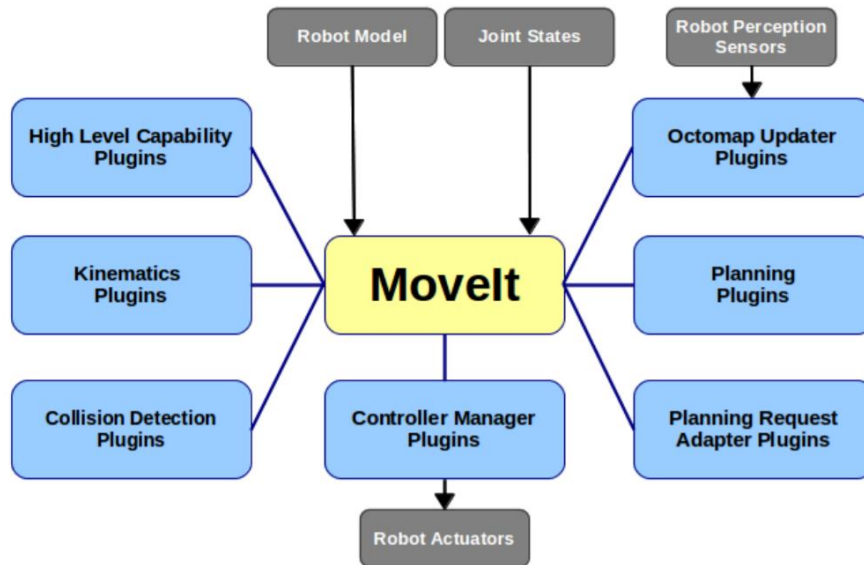 Robot Model
Joint States
Robot Perception
Sensors
High Level Capability
Plugins
Octomap Updater
Plugins
Kinematics
Plugins
MoveIt
Planning
Plugins
Collision Detection
Plugins
Controller Manager
Plugins
Planning Request
Adapter Plugins
Robot Actuators